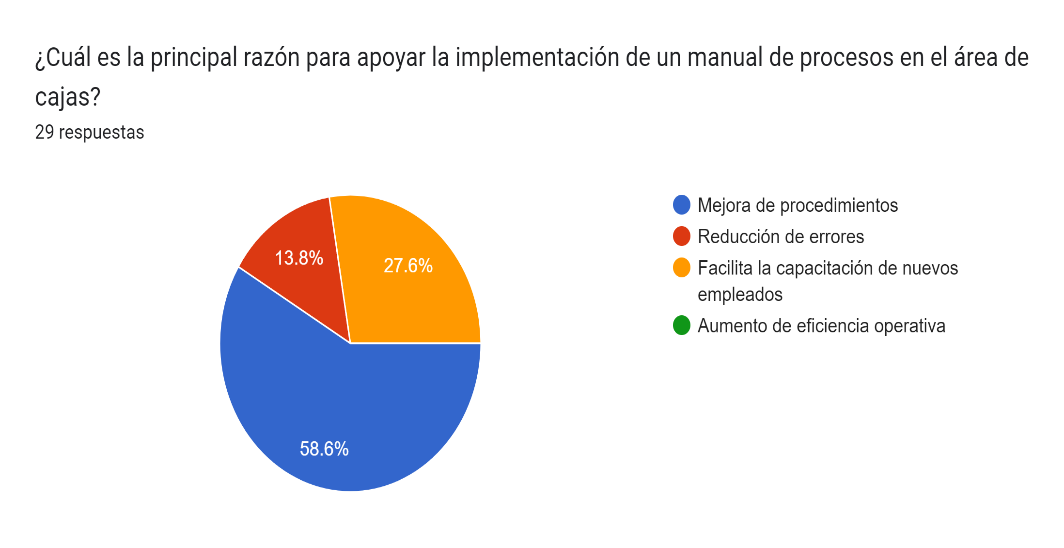 ¿Cuál es la principal razón para apoyar la implementación de un manual de procesos en el área de
cajas?
29 respuestas
Mejora de procedimientos
Reducción de errores
Facilita la capacitación de nuevos
empleados
Aumento de eficiencia operativa
13.8%
27.6%
58.6%